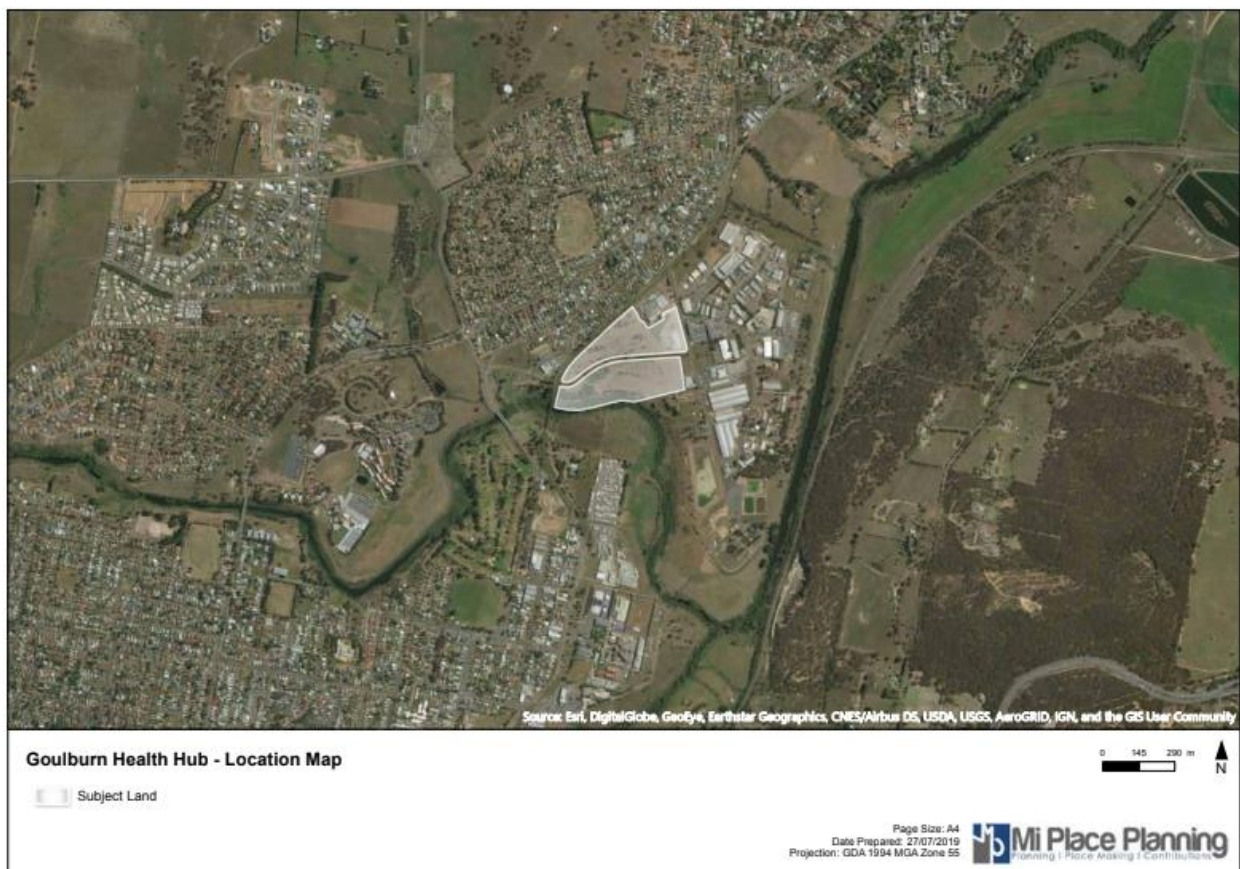 Source: Esri, DigitalGlobe, GeoEye, Earthstar Geographics, CNES/Airbus DS, USDA, USGS, AeroGRID, IGN, and the GIS User Community
Goulburn Health Hub - Location Map
0 145 290 m
N
Subject Land
Page Size: A4
Date Prepared: 27/07/2019
Projection: GDA 1994 MGA Zone 55
Mi Place Planning
Planning | Place Making | Contributions